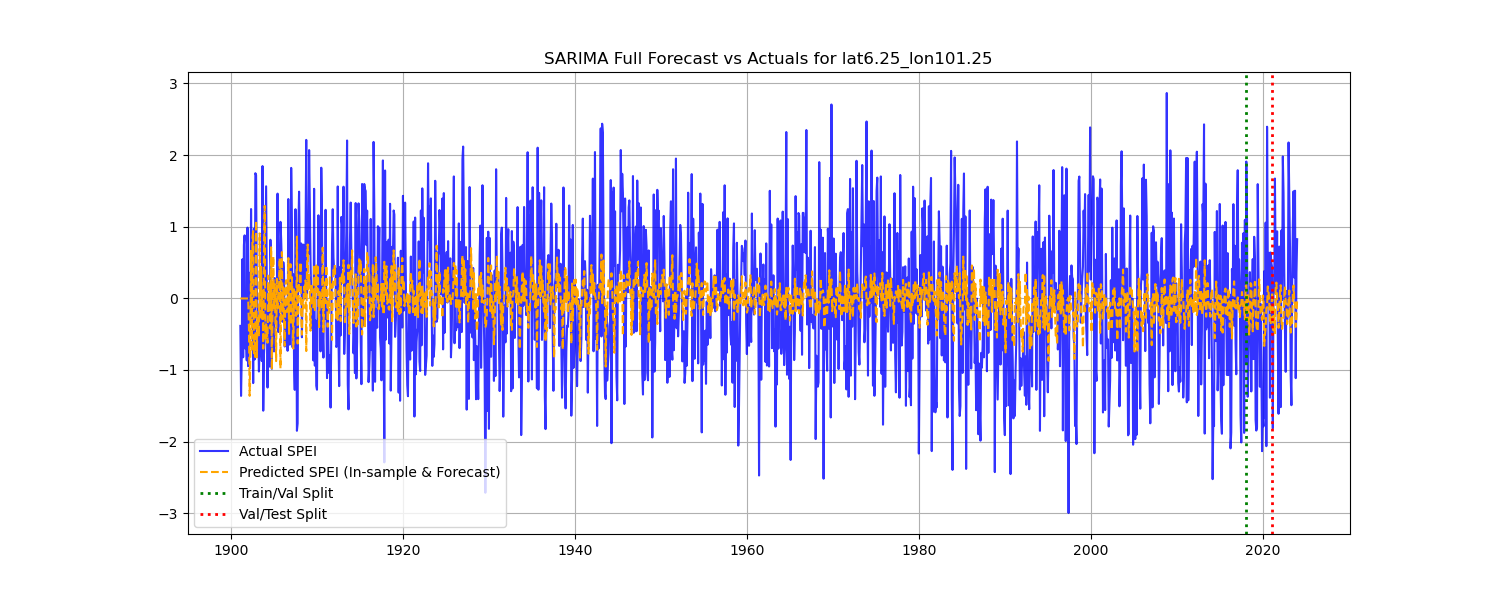 SARIMA Full Forecast vs Actuals for lat6.25_lon101.25
3
2
1
0
−1
−2
−3
Actual SPEI
Predicted SPEI (In-sample & Forecast)
Train/Val Split
Val/Test Split
1900 1920 1940 1960 1980 2000 2020